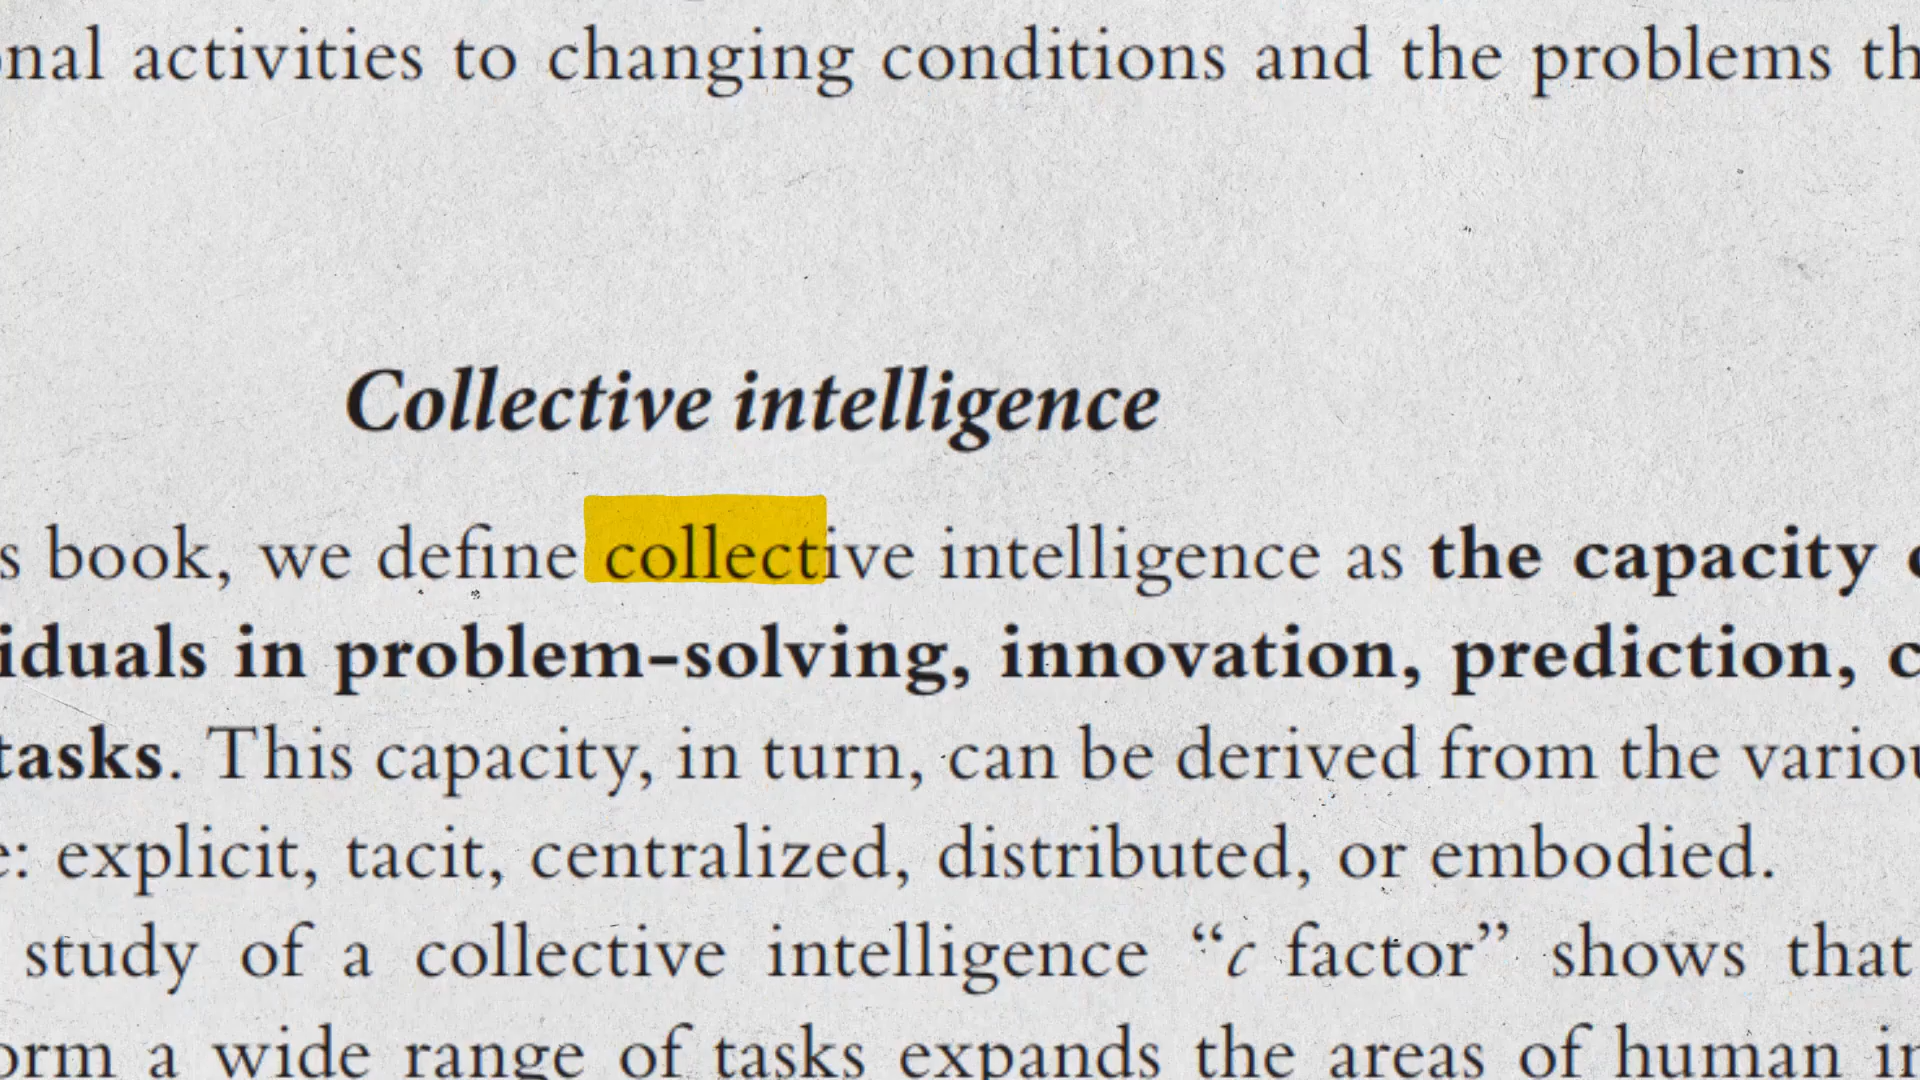 nal activities to changing conditions and the problems th
Collective intelligence
s book, we define collective intelligence as the capacity
iduals in problem-solving, innovation, prediction, c
tasks. This capacity, in turn, can be derived from the variou
e: explicit, tacit, centralized, distributed, or embodied.
study of a collective intelligence “c factor” shows that
orm a wide range of tasks expands the areas of human in